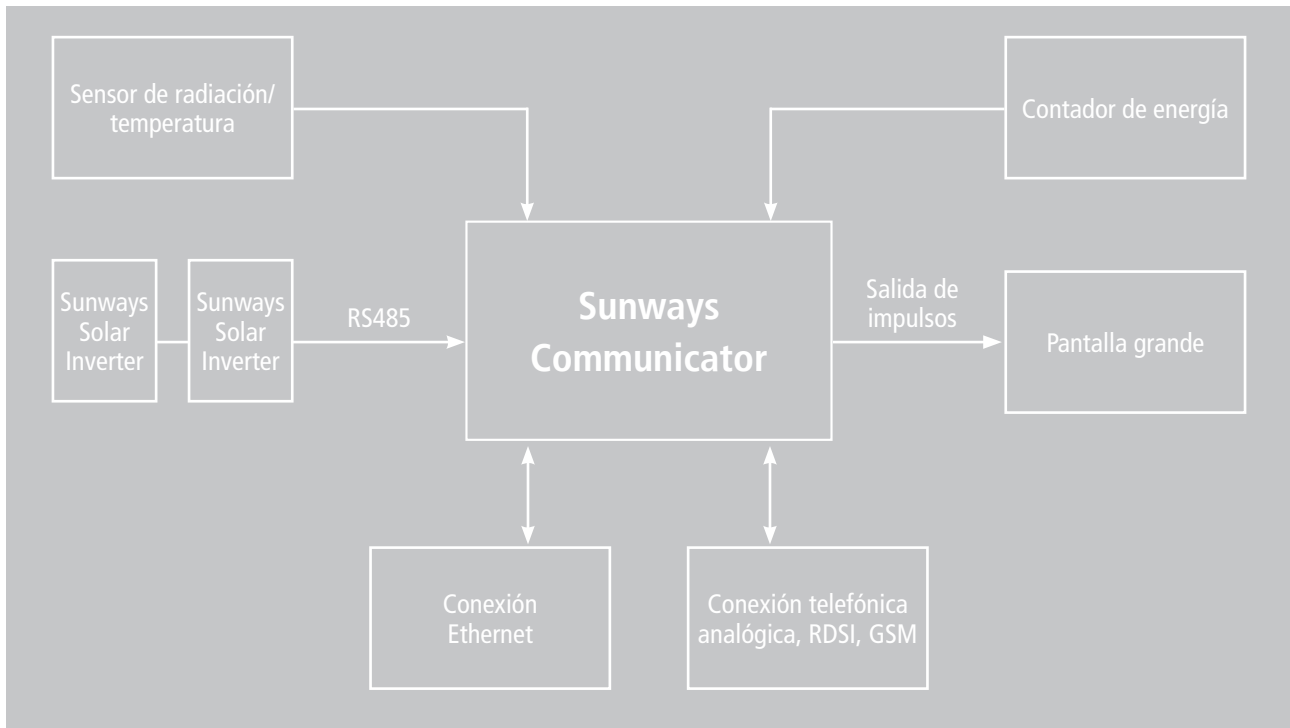 Sensor de radiación/
temperatura
Contador de energía
Sunways
Solar
Inverter
Sunways
Solar
Inverter
RS485
Sunways
Communicator
Salida de
impulsos
Pantalla grande
Conexión
Ethernet
Conexión telefónica
analógica, RDSI, GSM